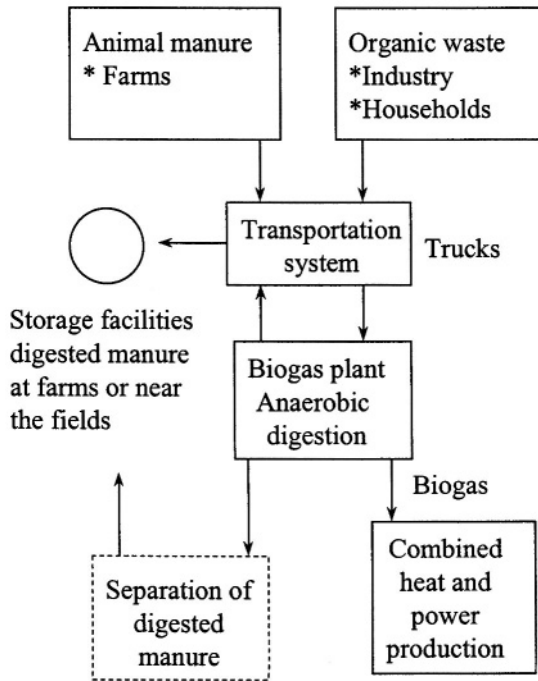 Animal manure
* Farms
Organic waste
*Industry
*Households
Transportation
system
Trucks
Storage facilities
digested manure
at farms or near
the fields
Biogas plant
Anaerobic
digestion
Biogas
Separation of
digested
manure
Combined
heat and
power
production